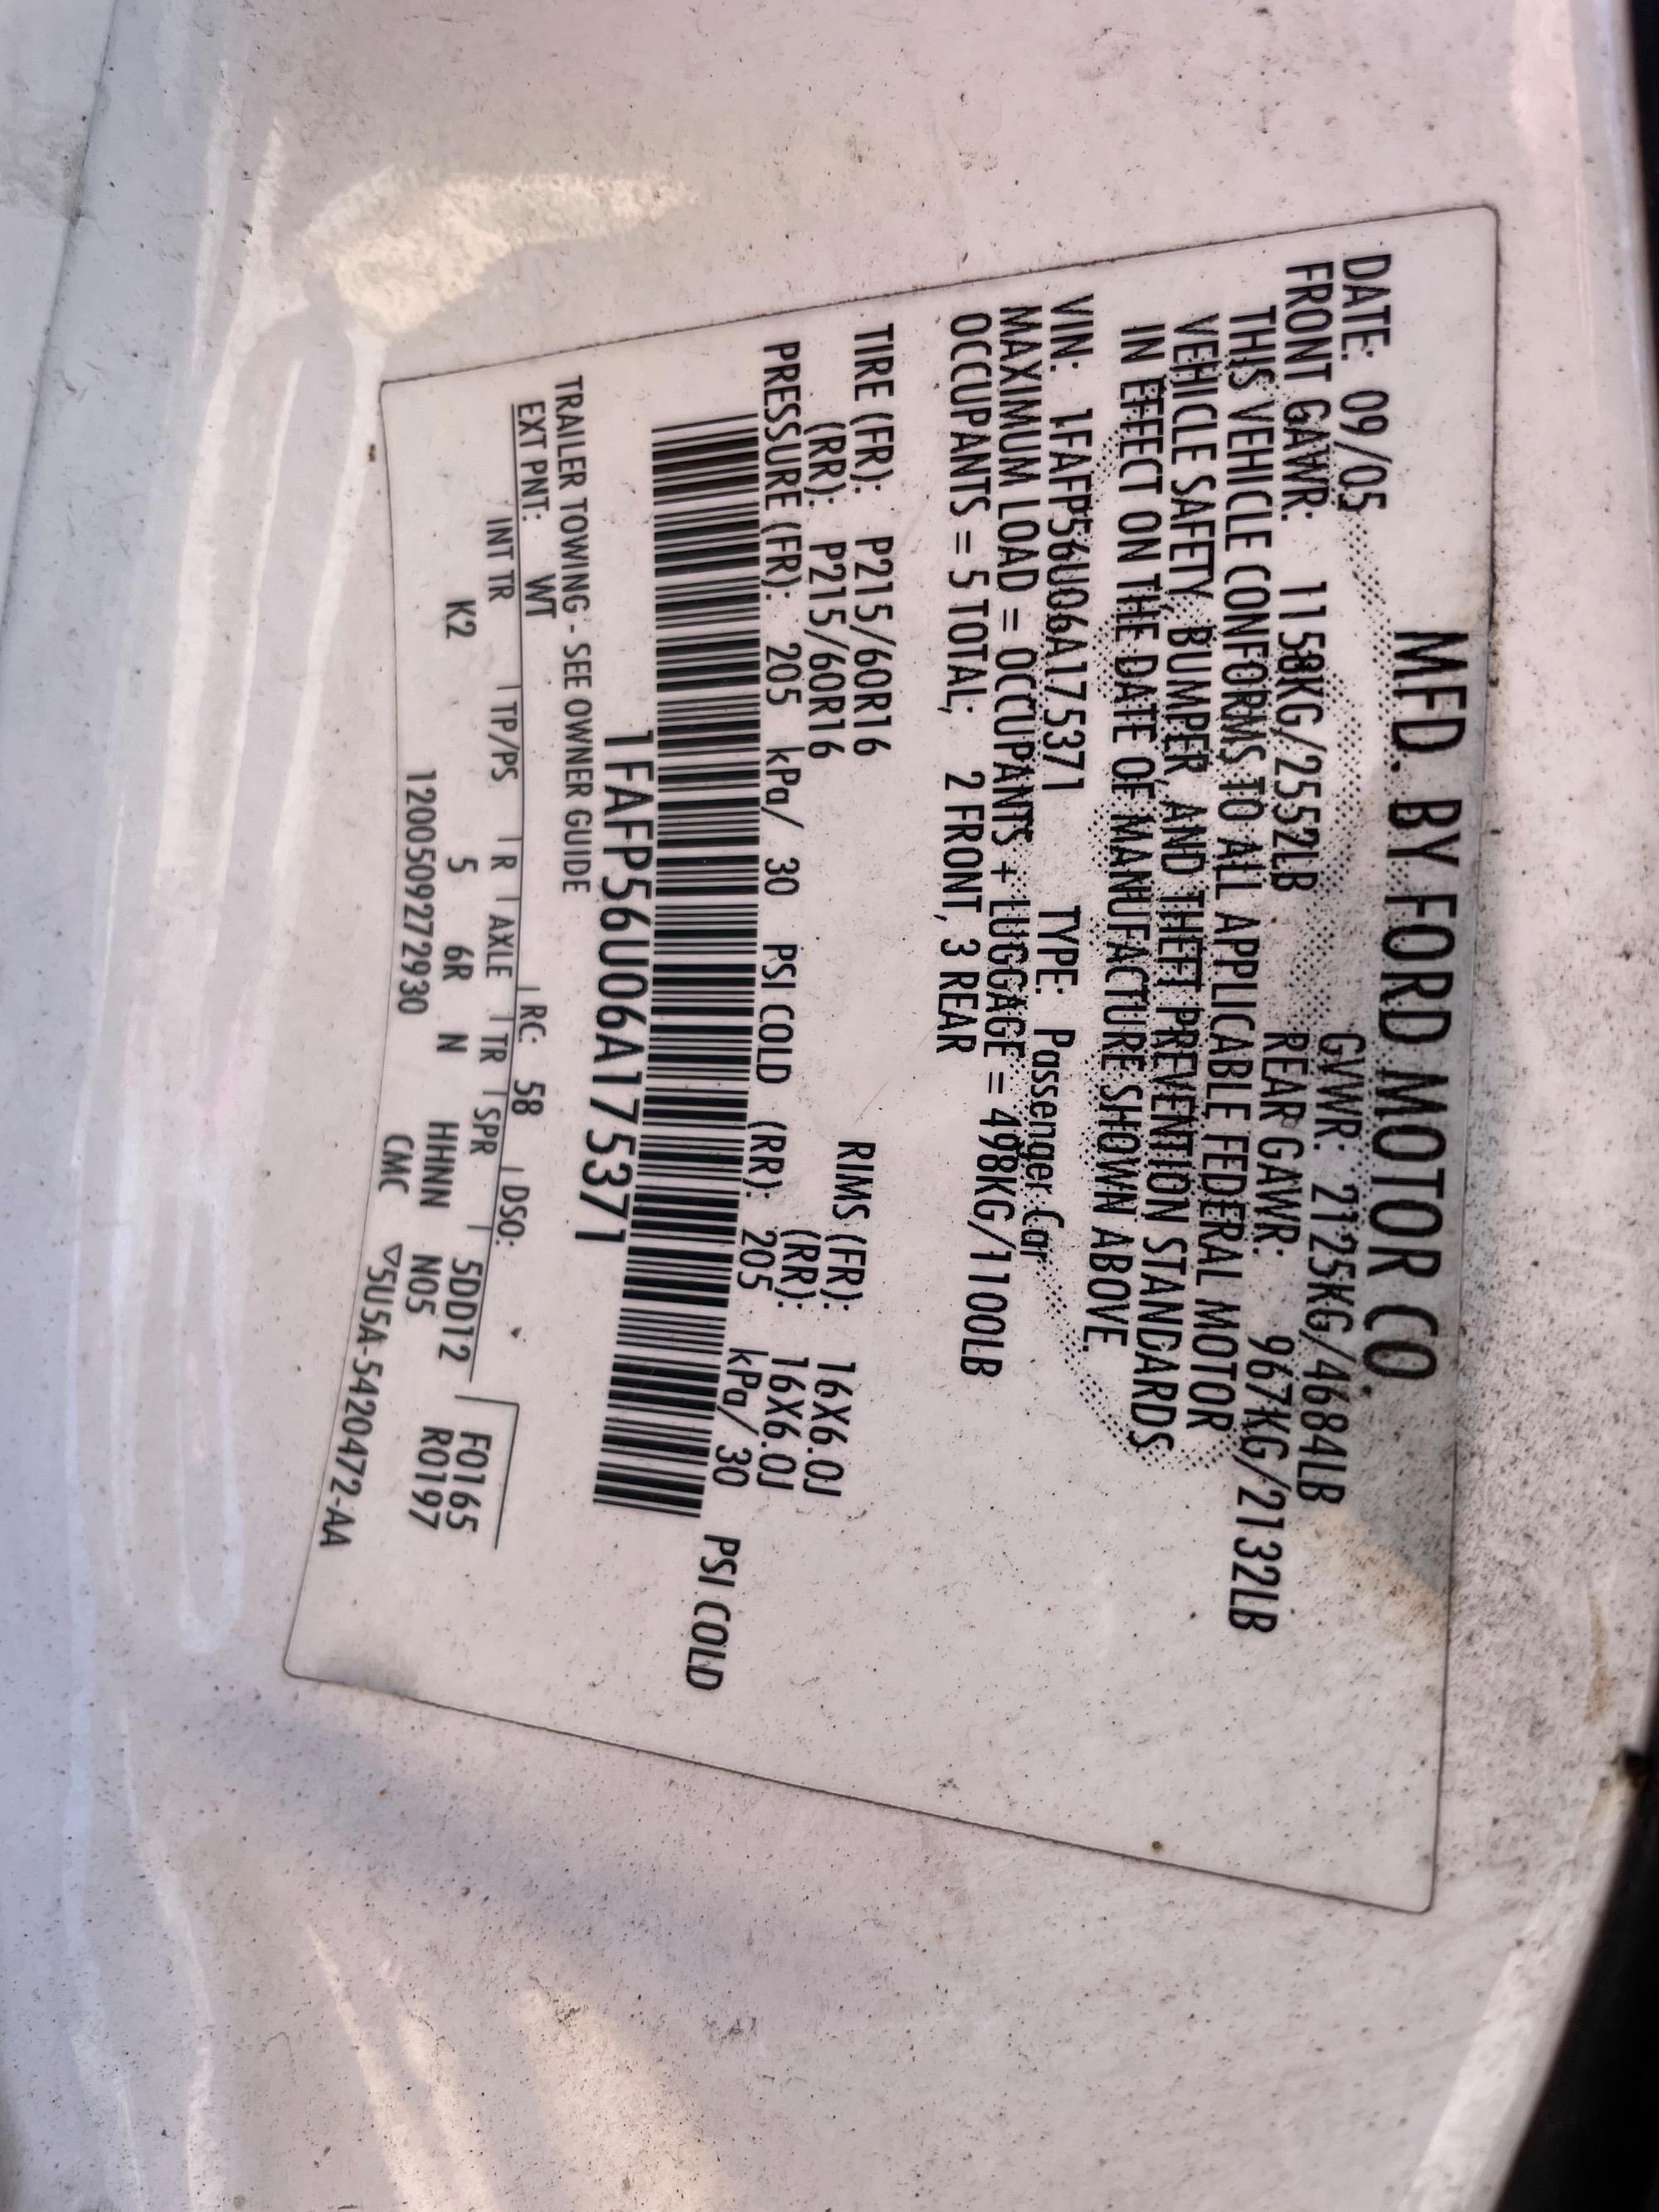 MFD. BY FORD MOTOR CO.
DATE: 09/05 GVWR: 2125KG/4684LB
FRONT GAWR: 1158KG/2552LB REAR GAWR: 967KG/2132LB
THIS VEHICLE CONFORMS TO ALL APPLICABLE FEDERAL MOTOR
VEHICLE SAFETY, BUMPER, AND THEFT PREVENTION STANDARDS
IN EFFECT ON THE DATE OF MANUFACTURE SHOWN ABOVE.
VIN: 1FAFP56U06A175371 TYPE: Passenger Car
MAXIMUM LOAD = OCCUPANTS + LUGGAGE = 498KG/1100LB
OCCUPANTS = 5 TOTAL; 2 FRONT, 3 REAR
TIRE (FR): P215/60R16 RIMS (FR): 16X6.0J
(RR): P215/60R16 (RR): 16X6.0J
PRESSURE (FR): 205 kPa/ 30 PSI COLD (RR): 205 kPa/ 30 PSI COLD
1FAFP56U06A175371
TRAILER TOWING - SEE OWNER GUIDE
EXT PNT: WT RC: 58 DSO:
INT TR TP/PS R AXLE TR SPR 5DD12 F0165
K2 5 6R N HHNN N05 R0197
1200509272930 CMC ▽5U5A-5420472-AA